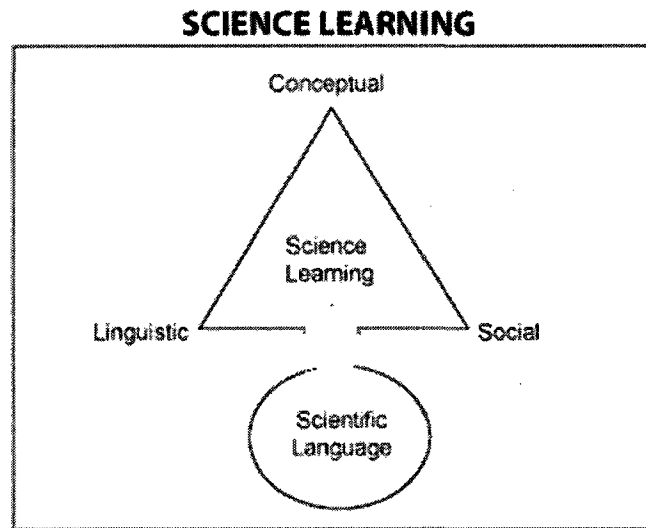 SCIENCE LEARNING
Conceptual
Science
Learning
Linguistic
Social
Scientific
Language